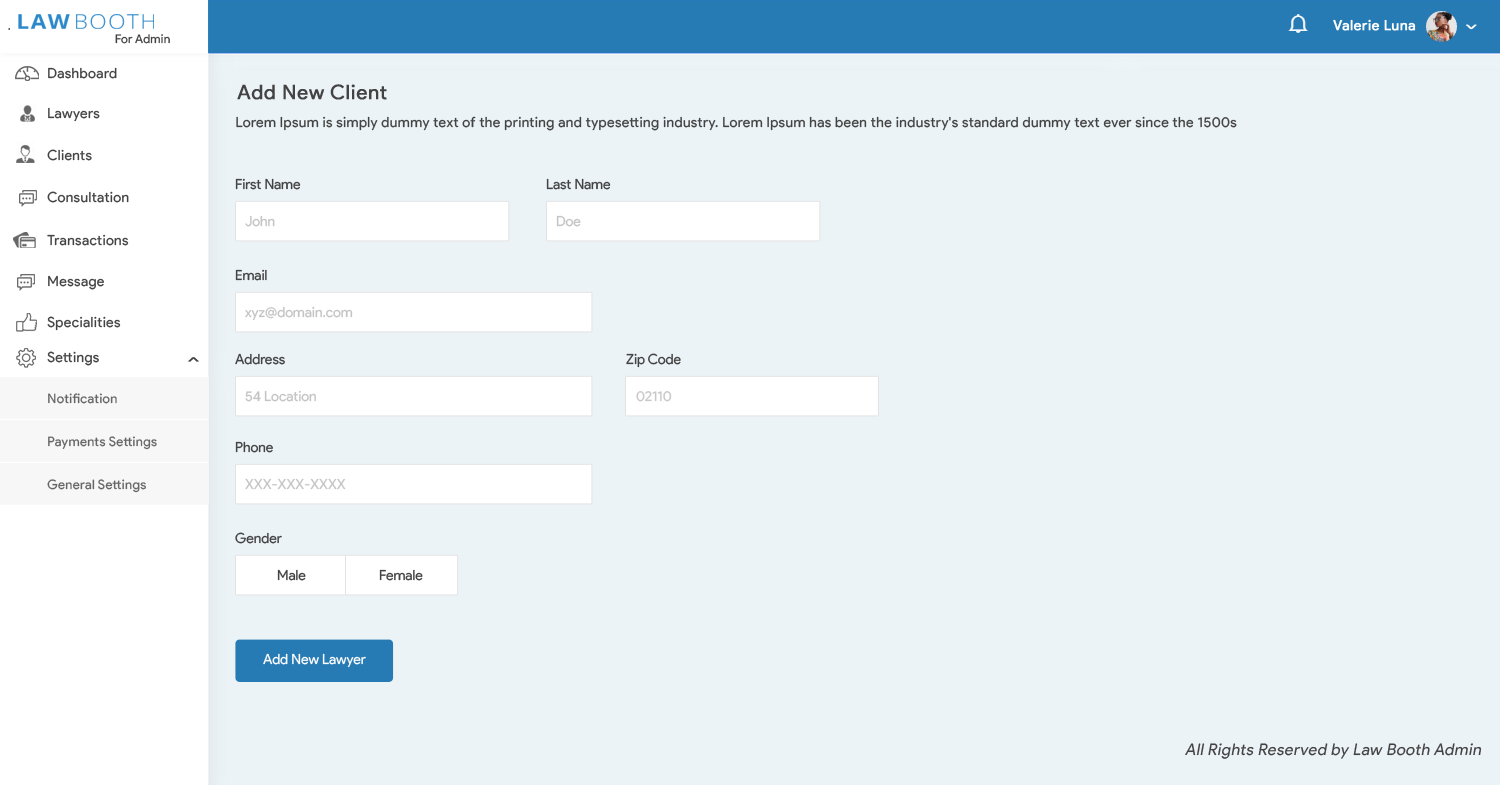 . LAW BOOTH
For Admin
Valerie Luna
Dashboard
Lawyers
Clients
Consultation
Transactions
Message
Specialities
Settings
Notification
Payments Settings
General Settings
Add New Client
Lorem Ipsum is simply dummy text of the printing and typesetting industry. Lorem Ipsum has been the industry's standard dummy text ever since the 1500s
First Name Last Name
John Doe
Email
xyz@domain.com
Address Zip Code
54 Location 02110
Phone
XXX-XXX-XXXX
Gender
Male Female
Add New Lawyer
All Rights Reserved by Law Booth Admin